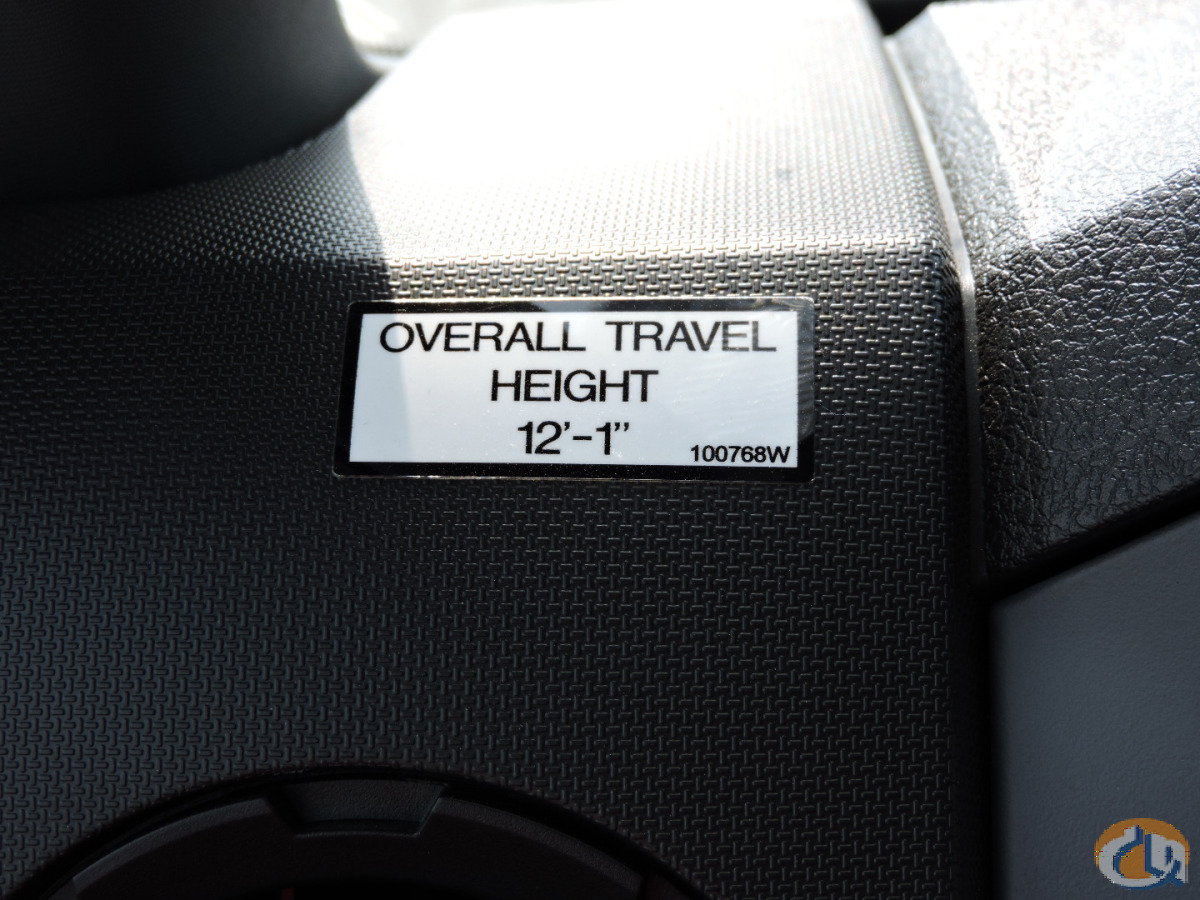 OVERALL TRAVEL
HEIGHT
12'-1"
100768W